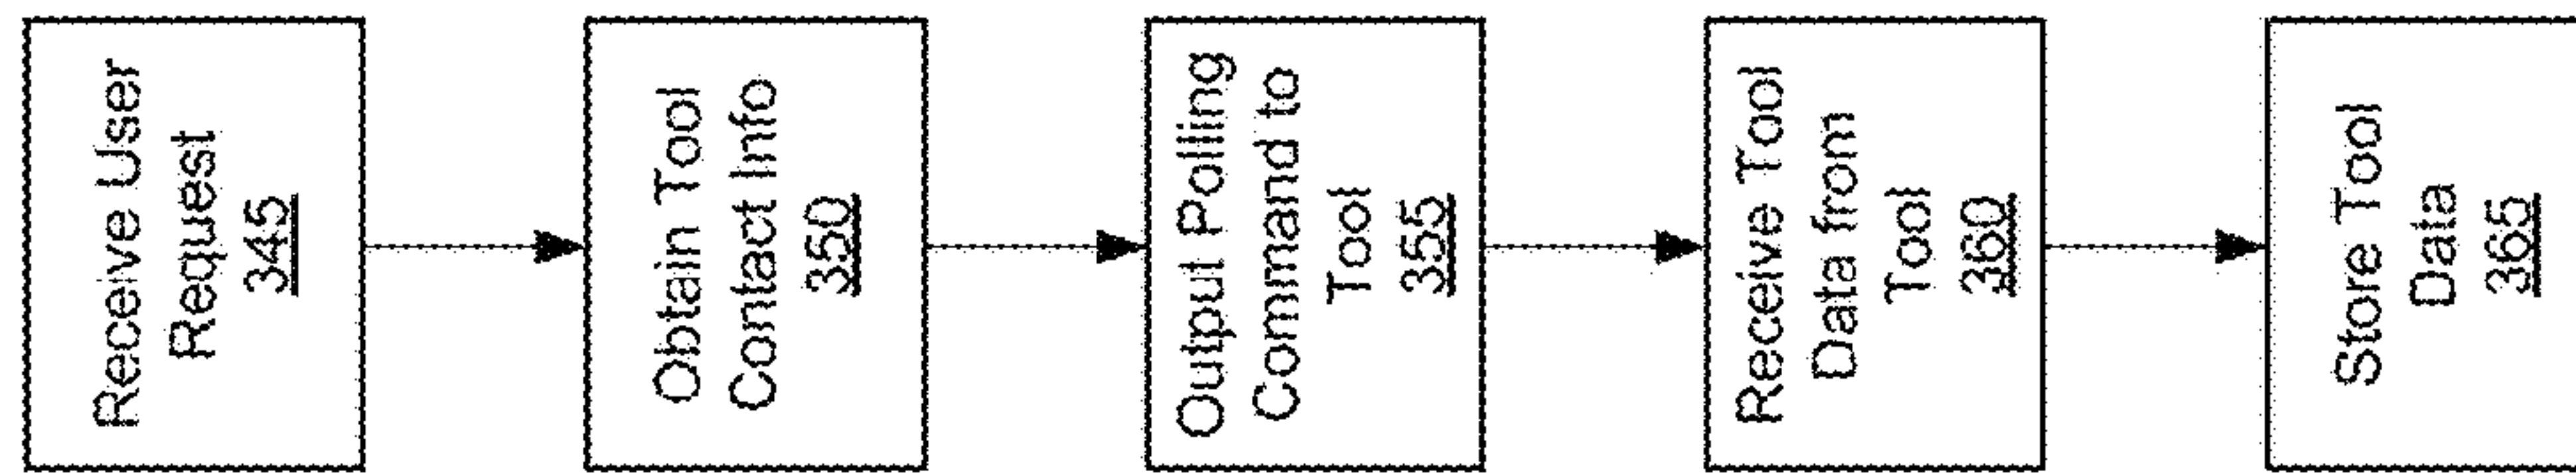 Receive User
Request
345
Obtain Tool
Contact Info
350
Output Polling
Command to
Tool
355
Receive Tool
Data from
Tool
360
Store Tool
Data
365